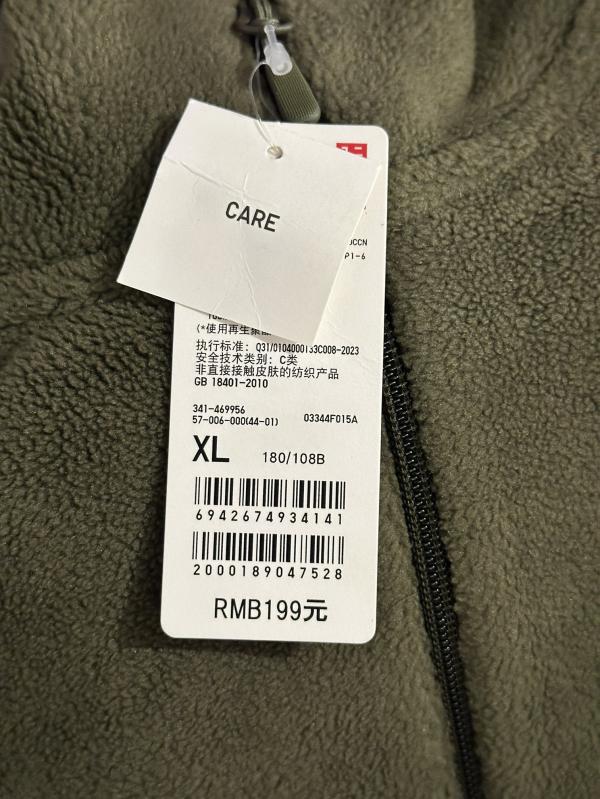 CARE
OCCN
P1-6
(*使用再生聚
执行标准: Q31/0104000133C008-2023
安全技术类别: C类
非直接接触皮肤的纺织产品
GB 18401-2010
341-469956
57-006-000(44-01) 03344F015A
XL 180/108B
6942674934141
2000189047528
RMB199元